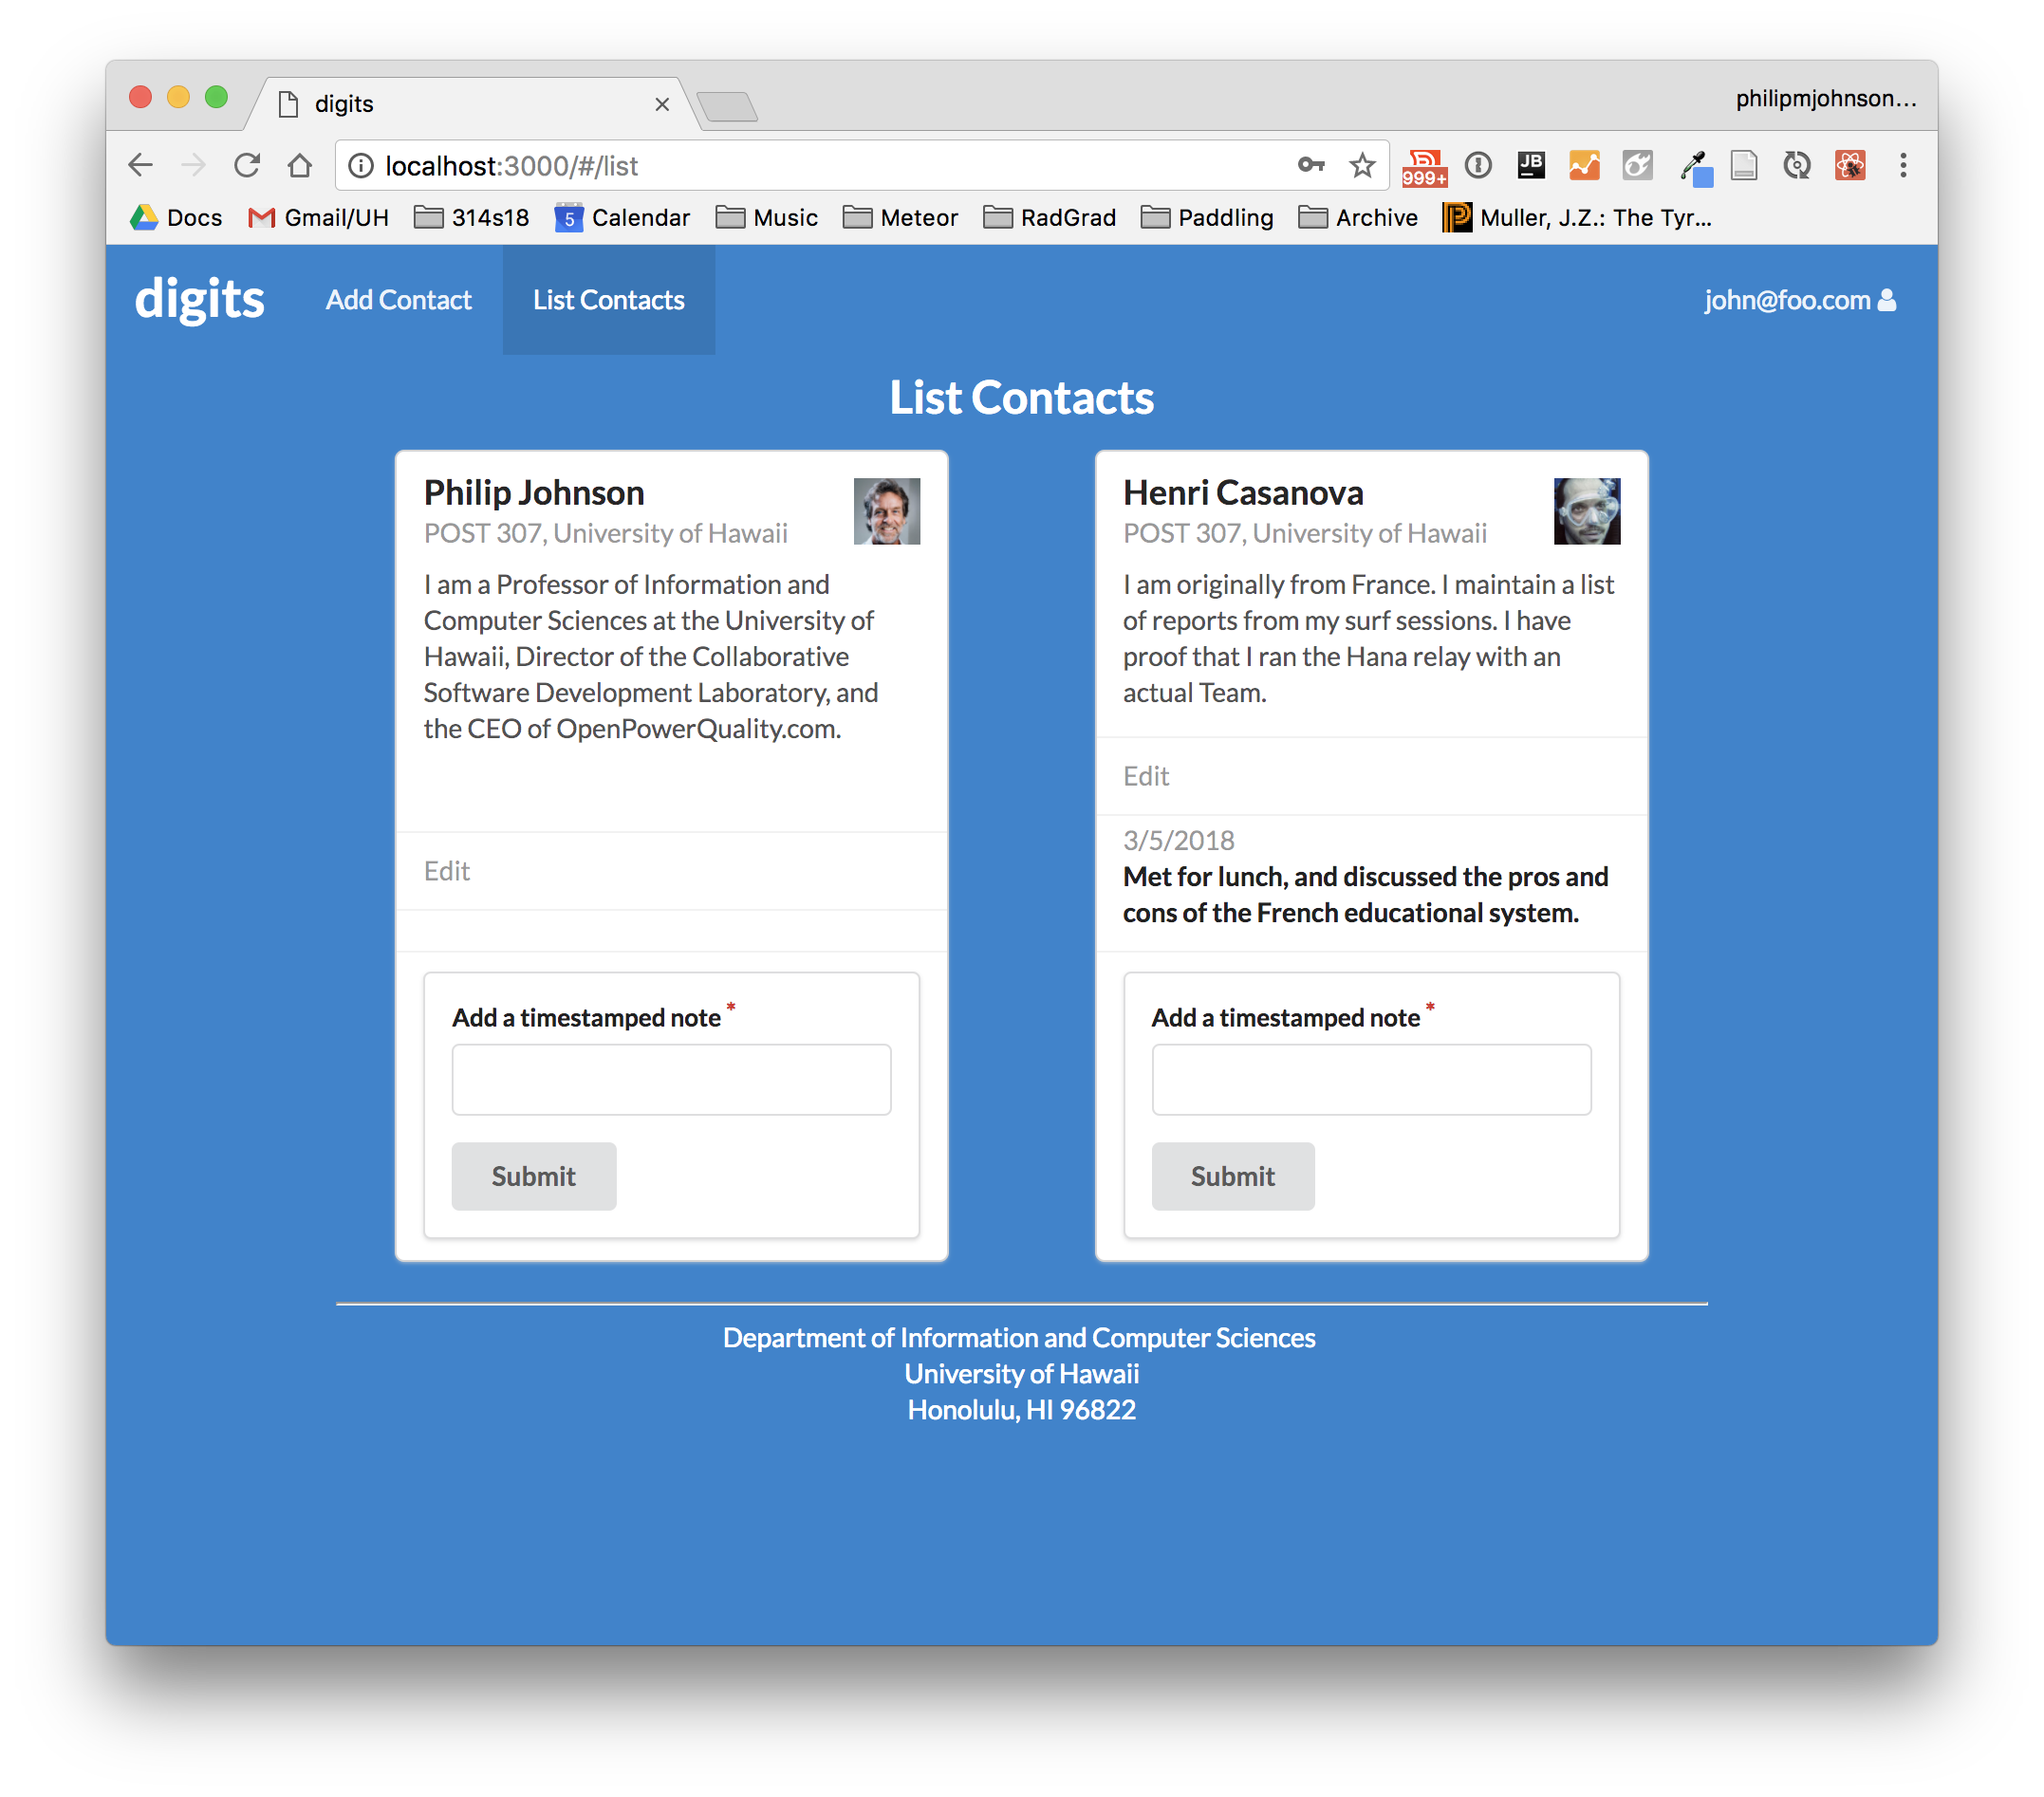 digits
philipmjohnson...
localhost:3000/#/list
999+
JB
Docs
Gmail/UH
314s18
5
Calendar
Music
Meteor
RadGrad
Paddling
Archive
P
Muller, J.Z.: The Tyr...
digits
Add Contact
List Contacts
john@foo.com
List Contacts
Philip Johnson
POST 307, University of Hawaii
I am a Professor of Information and
Computer Sciences at the University of
Hawaii, Director of the Collaborative
Software Development Laboratory, and
the CEO of OpenPowerQuality.com.
Edit
Add a timestamped note *
Submit
Henri Casanova
POST 307, University of Hawaii
I am originally from France. I maintain a list
of reports from my surf sessions. I have
proof that I ran the Hana relay with an
actual Team.
Edit
3/5/2018
Met for lunch, and discussed the pros and
cons of the French educational system.
Add a timestamped note *
Submit
Department of Information and Computer Sciences
University of Hawaii
Honolulu, HI 96822